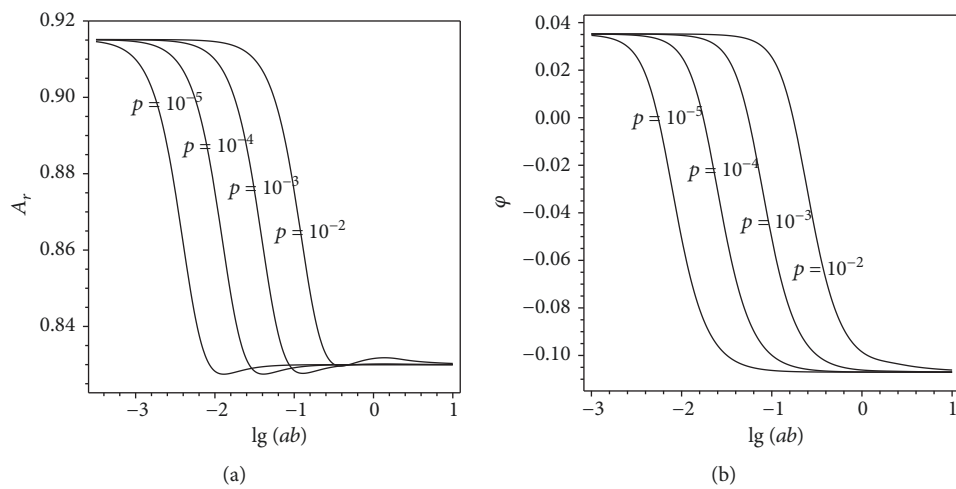 0.92
0.90
0.88
0.86
0.84
A_r
p = 10⁻⁵
p = 10⁻⁴
p = 10⁻³
p = 10⁻²
−3 −2 −1 0 1
lg (ab)
(a)
0.04
0.02
0.00
−0.02
−0.04
−0.06
−0.08
−0.10
φ
p = 10⁻⁵
p = 10⁻⁴
p = 10⁻³
p = 10⁻²
−3 −2 −1 0 1
lg (ab)
(b)